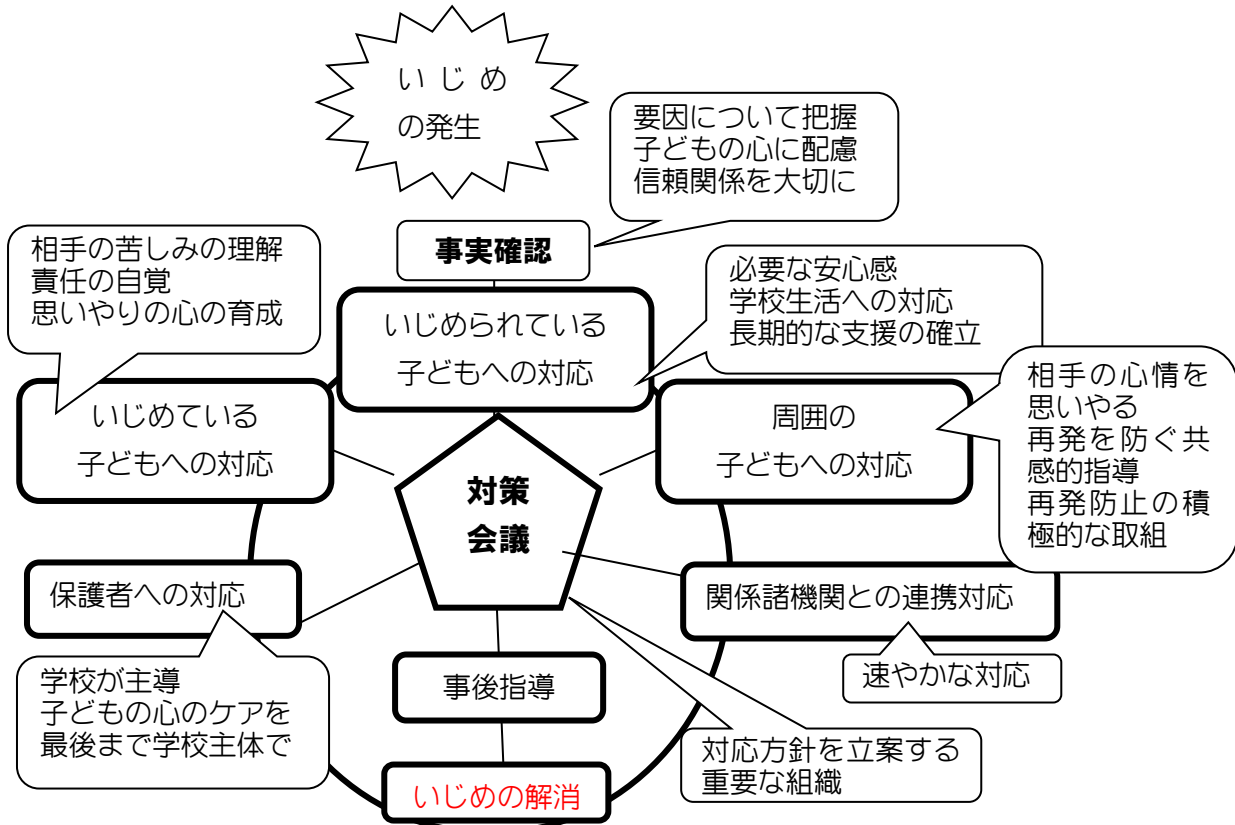 いじめ
の発生
要因について把握
子どもの心に配慮
信頼関係を大切に
事実確認
相手の苦しみの理解
責任の自覚
思いやりの心の育成
いじめられている
子どもへの対応
必要な安心感
学校生活への対応
長期的な支援の確立
いじめている
子どもへの対応
周囲の
子どもへの対応
相手の心情を
思いやる
再発を防ぐ共
感的指導
再発防止の積
極的な取組
対策
会議
保護者への対応
関係諸機関との連携対応
学校が主導
子どもの心のケアを
最後まで学校主体で
事後指導
速やかな対応
対応方針を立案する
重要な組織
いじめの解消